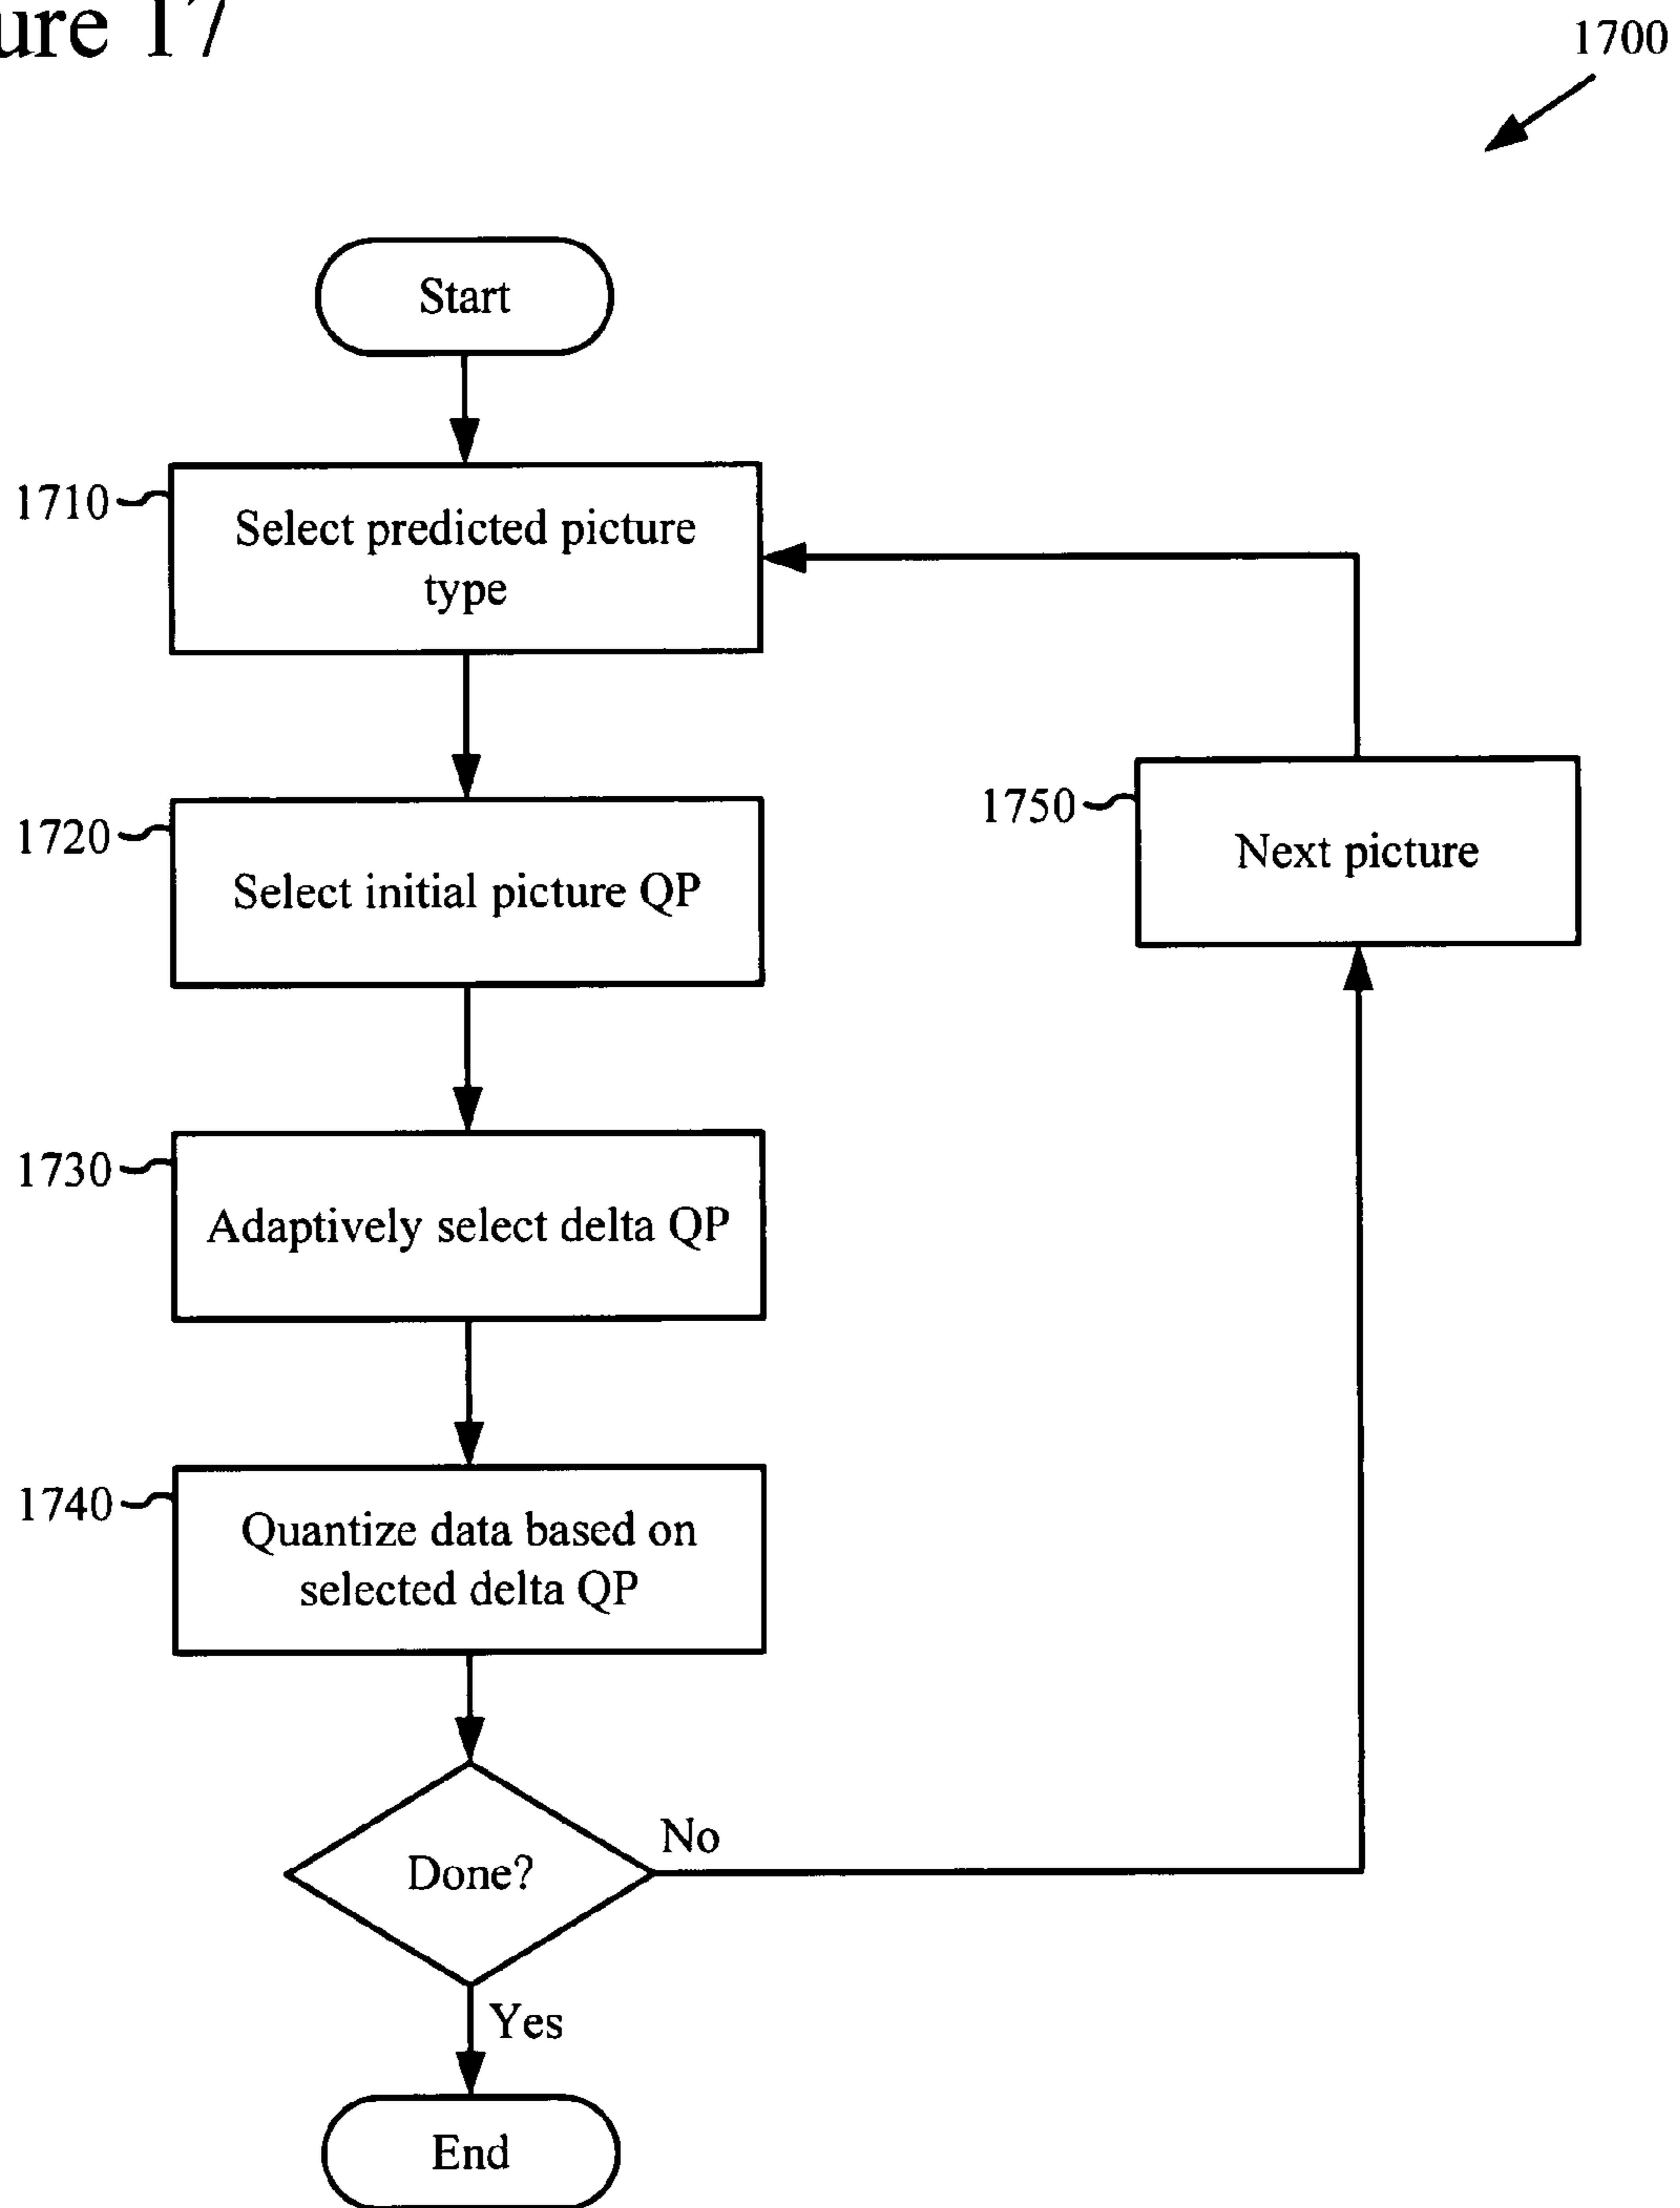 ure 17
1700
Start
1710
Select predicted picture
type
1720
Select initial picture QP
1750
Next picture
1730
Adaptively select delta QP
1740
Quantize data based on
selected delta QP
Done?
No
Yes
End